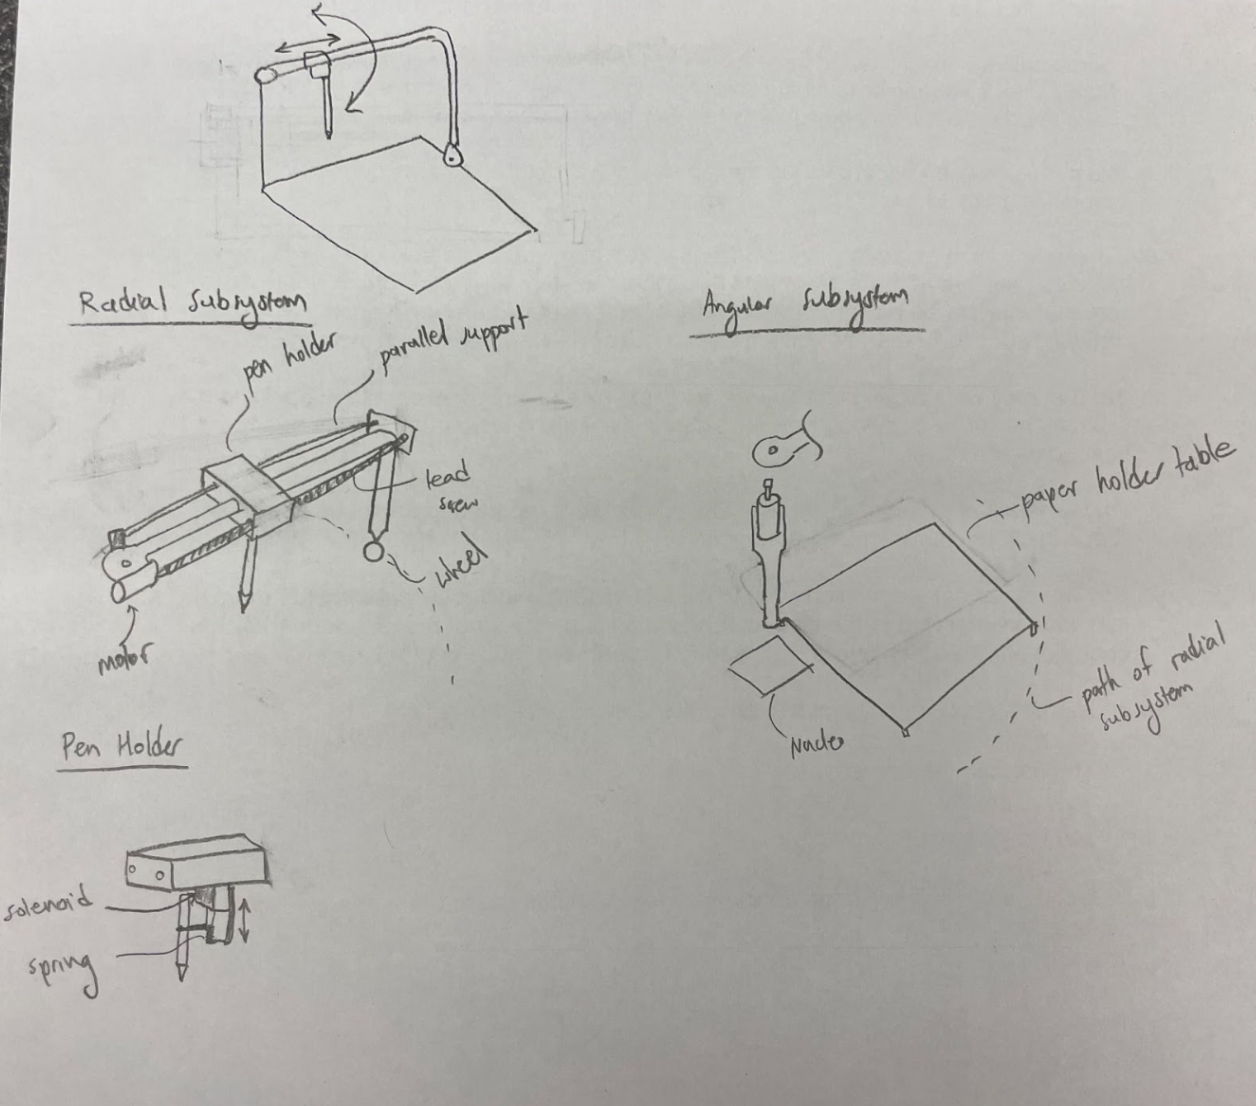 Radial Subsystem
Angular Subsystem
pen holder
parallel support
lead
screw
wheel
motor
paper holder table
path of radial
subsystem
Nucleo
Pen Holder
solenoid
spring